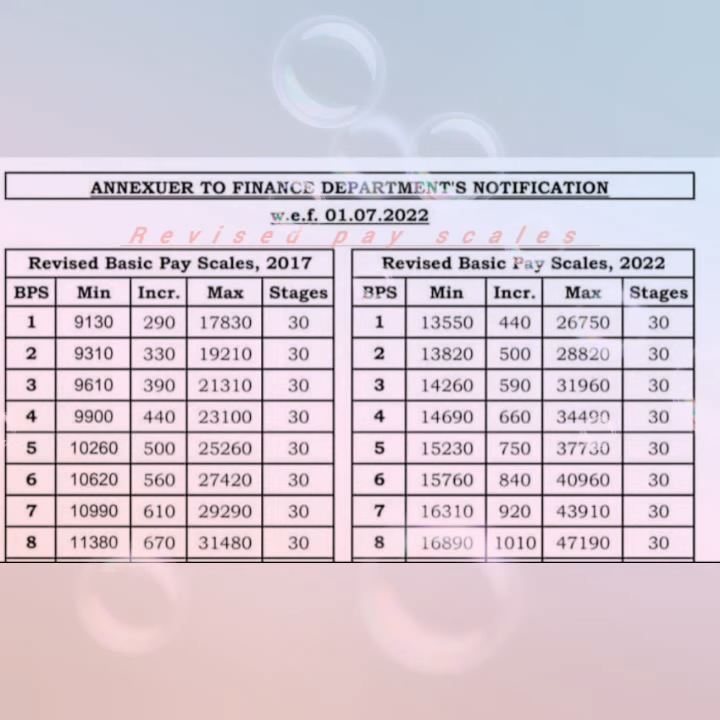 ANNEXUER TO FINANCE DEPARTMENT'S NOTIFICATION
w.e.f. 01.07.2022
Revised pay scales
Revised Basic Pay Scales, 2017 Revised Basic Pay Scales, 2022
BPS Min Incr. Max Stages BPS Min Incr. Max Stages
1 9130 290 17830 30 1 13550 440 26750 30
2 9310 330 19210 30 2 13820 500 28820 30
3 9610 390 21310 30 3 14260 590 31960 30
4 9900 440 23100 30 4 14690 660 34490 30
5 10260 500 25260 30 5 15230 750 37730 30
6 10620 560 27420 30 6 15760 840 40960 30
7 10990 610 29290 30 7 16310 920 43910 30
8 11380 670 31480 30 8 16890 1010 47190 30